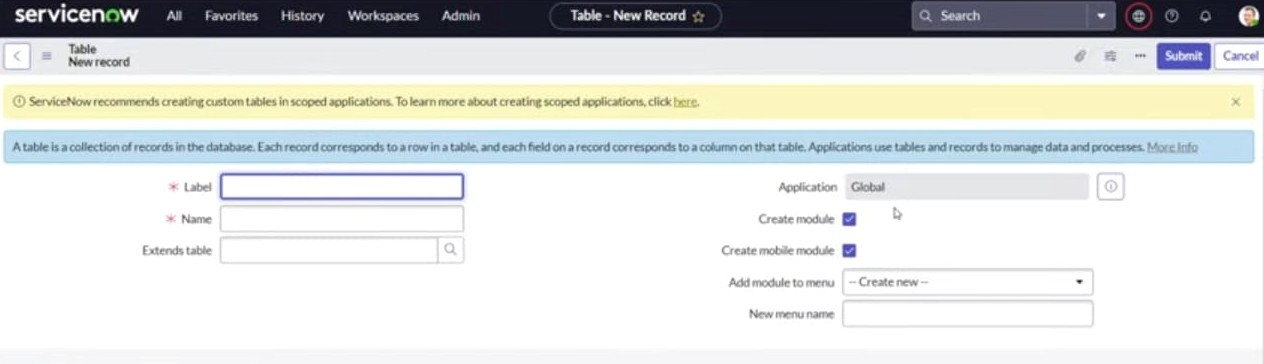 servicenow All Favorites History Workspaces Admin Table - New Record Search
Table
New record
Submit Cancel
ServiceNow recommends creating custom tables in scoped applications. To learn more about creating scoped applications, click here.
A table is a collection of records in the database. Each record corresponds to a row in a table, and each field on a record corresponds to a column on that table. Applications use tables and records to manage data and processes. More Info
* Label
* Name
Extends table
Application Global
Create module
Create mobile module
Add module to menu -- Create new --
New menu name